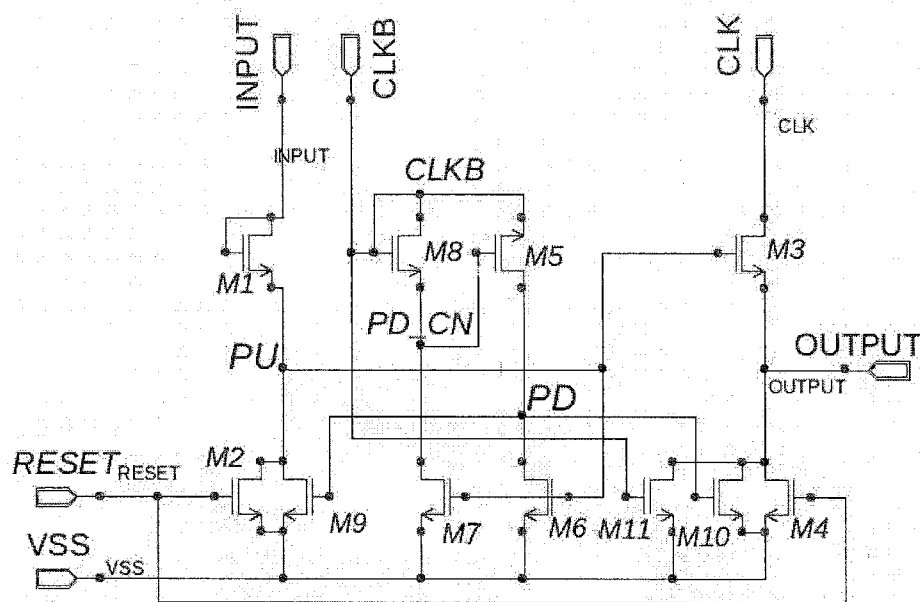 INPUT
CLKB
CLK
CLK
INPUT
CLKB
M8
M5
M3
M1
PD_CN
PU
OUTPUT
OUTPUT
PD
M2
RESET
RESET
M9
M7
M6
M11
M10
M4
VSS
VSS